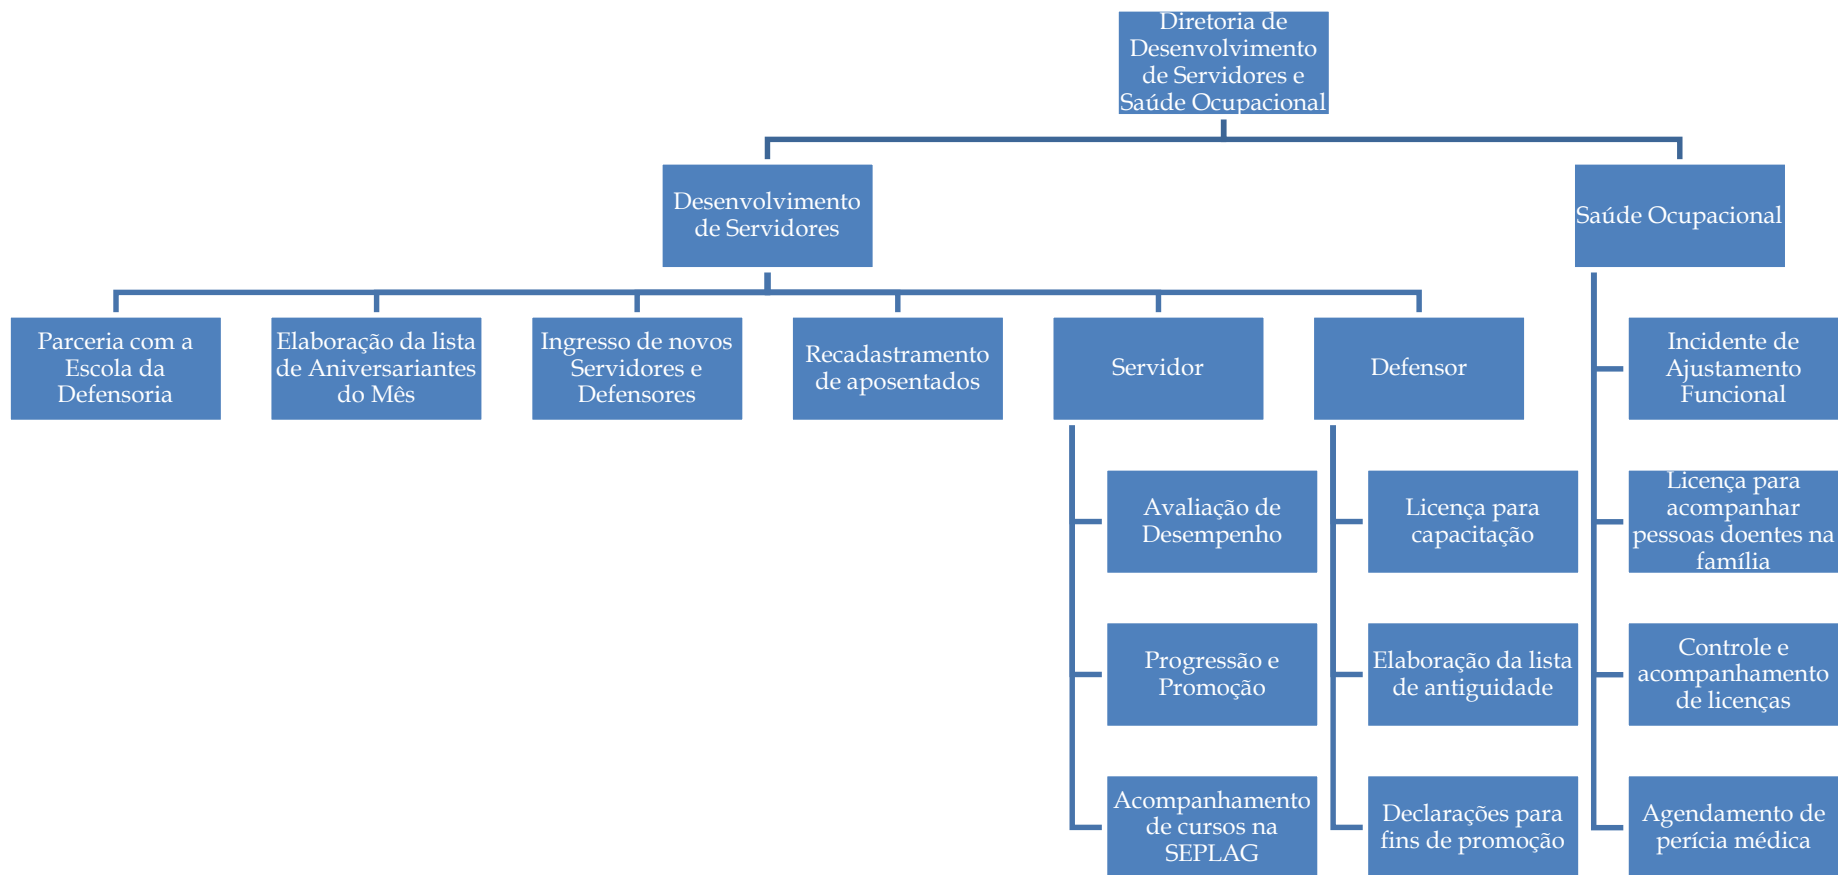 Diretoria de
Desenvolvimento
de Servidores e
Saúde Ocupacional
Desenvolvimento
de Servidores
Saúde Ocupacional
Parceria com a
Escola da
Defensoria
Elaboração da lista
de Aniversariantes
do Mês
Ingresso de novos
Servidores e
Defensores
Recadastramento
de aposentados
Servidor
Defensor
Incidente de
Ajustamento
Funcional
Avaliação de
Desempenho
Licença para
capacitação
Licença para
acompanhar
pessoas doentes na
família
Progressão e
Promoção
Elaboração da lista
de antiguidade
Controle e
acompanhamento
de licenças
Acompanhamento
de cursos na
SEPLAG
Declarações para
fins de promoção
Agendamento de
perícia médica